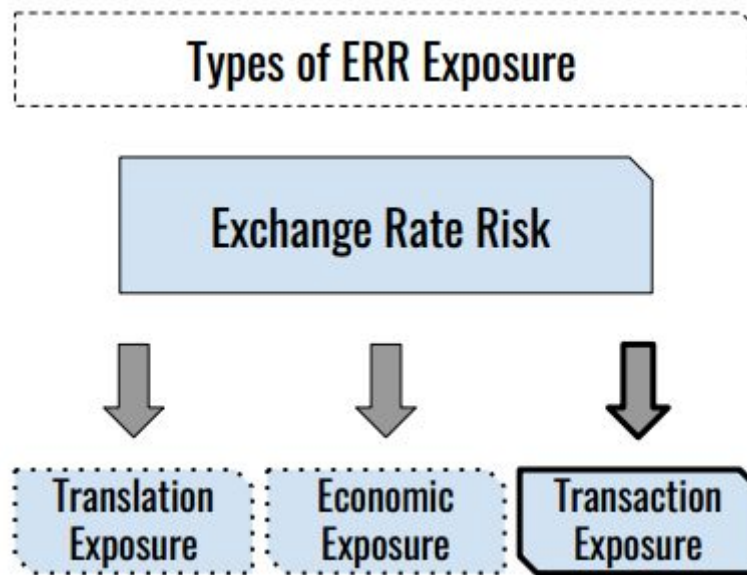 Types of ERR Exposure
Exchange Rate Risk
Translation
Exposure
Economic
Exposure
Transaction
Exposure